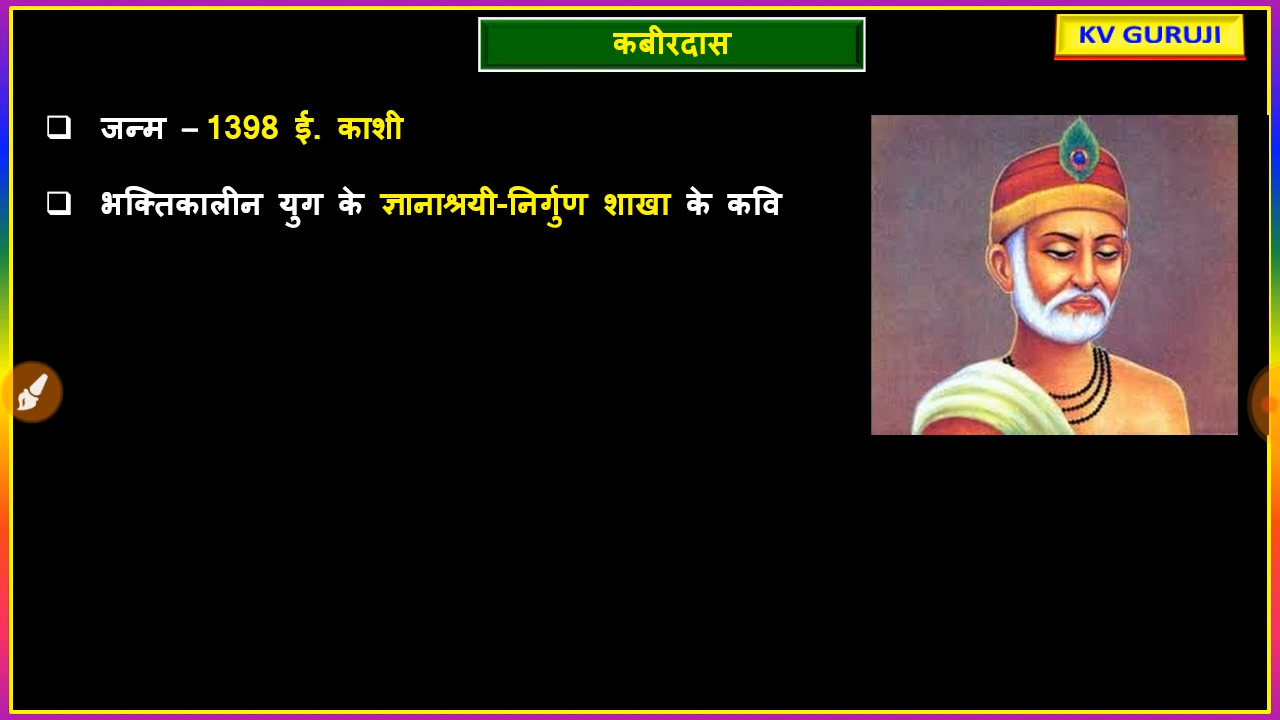 कबीरदास
KV GURUJI
❑ जन्म – 1398 ई. काशी
❑ भक्तिकालीन युग के ज्ञानाश्रयी-निर्गुण शाखा के कवि